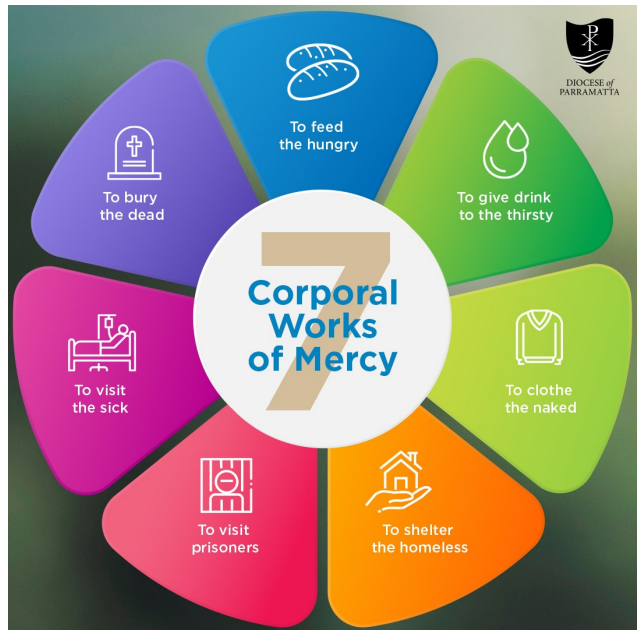 DIOCESE of
PARRAMATTA
7
Corporal
Works
of Mercy
To feed
the hungry
To give drink
to the thirsty
To clothe
the naked
To shelter
the homeless
To visit
prisoners
To visit
the sick
To bury
the dead